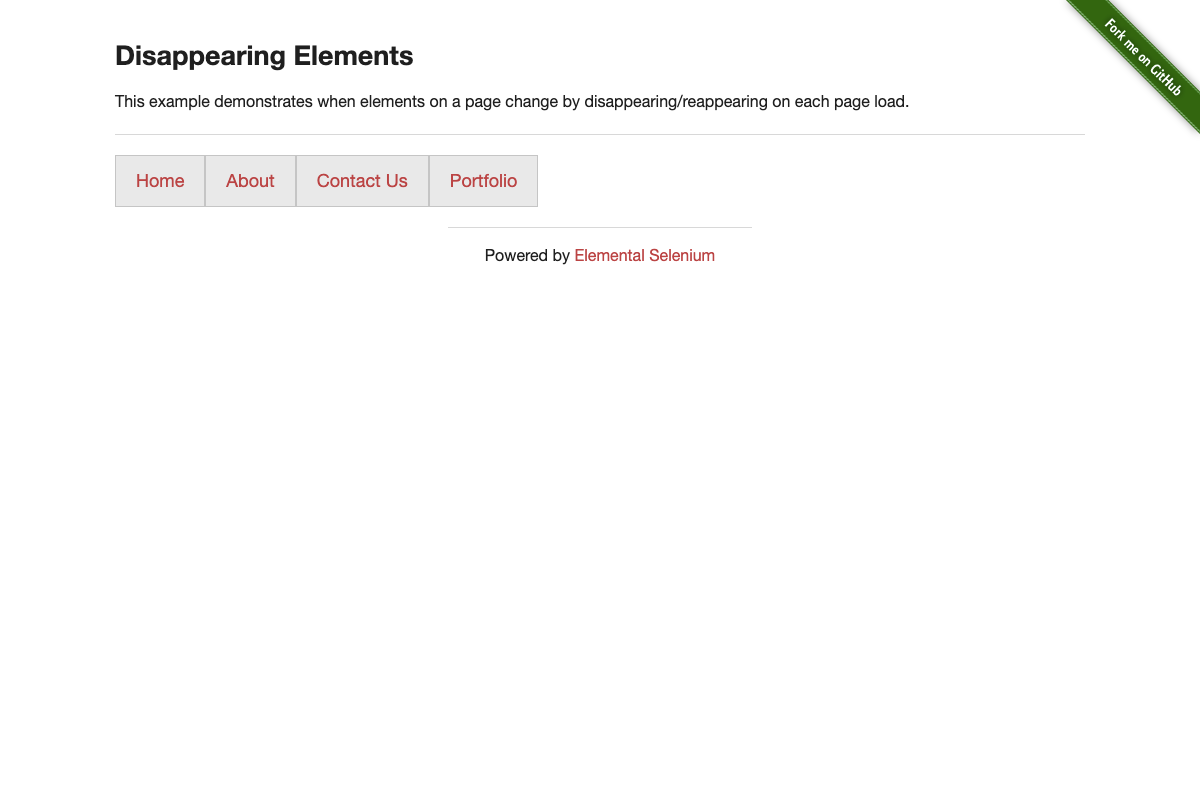 Disappearing Elements
Fork me on GitHub
This example demonstrates when elements on a page change by disappearing/reappearing on each page load.
Home About Contact Us Portfolio
Powered by Elemental Selenium